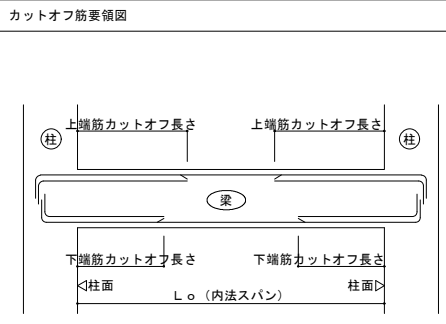 カットオフ筋要領図
上端筋カットオフ長さ 上端筋カットオフ長さ
柱 柱
梁
下端筋カットオフ長さ 下端筋カットオフ長さ
柱面 柱面
Ｌｏ（内法スパン）